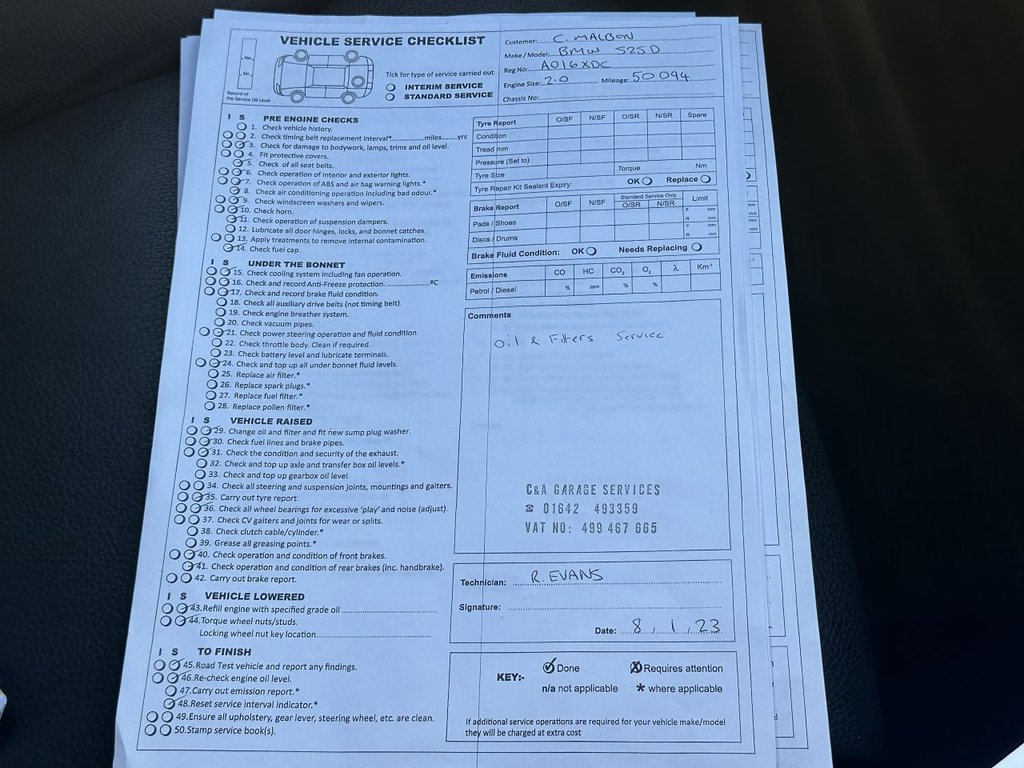 VEHICLE SERVICE CHECKLIST
Record of
Pre Service Oil Level
Tick for type of service carried out
INTERIM SERVICE
STANDARD SERVICE
Customer: C. MALBON
Make / Model: BMW 525D
Reg No: AO16XDC
Engine Size: 2.0 Mileage: 50094
Chassis No:
I S PRE ENGINE CHECKS
1. Check vehicle history.
2. Check timing belt replacement interval*..............miles......yrs
3. Check for damage to bodywork, lamps, trims and oil level.
4. Fit protective covers.
5. Check of all seat belts.
6. Check operation of interior and exterior lights.
7. Check operation of ABS and air bag warning lights.*
8. Check air conditioning operation including bad odour.*
9. Check windscreen washers and wipers.
10. Check horn.
11. Check operation of suspension dampers.
12. Lubricate all door hinges, locks, and bonnet catches.
13. Apply treatments to remove internal contamination.
14. Check fuel cap.
I S UNDER THE BONNET
15. Check cooling system including fan operation.
16. Check and record Anti-Freeze protection. ..................ºC
17. Check and record brake fluid condition.
18. Check all auxiliary drive belts (not timing belt).
19. Check engine breather system.
20. Check vacuum pipes.
21. Check power steering operation and fluid condition
22. Check throttle body. Clean if required.
23. Check battery level and lubricate terminals.
24. Check and top up all under bonnet fluid levels.
25. Replace air filter.*
26. Replace spark plugs.*
27. Replace fuel filter.*
28. Replace pollen filter.*
I S VEHICLE RAISED
29. Change oil and filter and fit new sump plug washer.
30. Check fuel lines and brake pipes.
31. Check the condition and security of the exhaust.
32. Check and top up axle and transfer box oil levels.*
33. Check and top up gearbox oil level.
34. Check all steering and suspension joints, mountings and gaiters.
35. Carry out tyre report.
36. Check all wheel bearings for excessive 'play' and noise (adjust).
37. Check CV gaiters and joints for wear or splits.
38. Check clutch cable/cylinder.*
39. Grease all greasing points.*
40. Check operation and condition of front brakes.
41. Check operation and condition of rear brakes (inc. handbrake).
42. Carry out brake report.
I S VEHICLE LOWERED
43.Refill engine with specified grade oil ..........................
44.Torque wheel nuts/studs.
Locking wheel nut key location................................
I S TO FINISH
45.Road Test vehicle and report any findings.
46.Re-check engine oil level.
47.Carry out emission report.*
48.Reset service interval indicator.*
49.Ensure all upholstery, gear lever, steering wheel, etc. are clean.
50.Stamp service book(s).
Tyre Report O/SF N/SF O/SR N/SR Spare
Condition
Tread mm
Pressure (Set to)
Tyre Size Torque Nm
Tyre Repair Kit Sealant Expiry: OK Replace
Brake Report O/SF N/SF Standard Service Only O/SR N/SR Limit
Pads / Shoes F mm R mm
Discs / Drums F mm R mm
Brake Fluid Condition: OK Needs Replacing
Emissions CO HC CO₂ O₂ λ Km⁻¹
Petrol / Diesel % ppm % %
Comments
Oil & Filters Service
C&A GARAGE SERVICES
☎ 01642 493359
VAT NO: 499 467 665
Technician: R. EVANS
Signature:
Date: 8 / 1 / 23
KEY:- Done Requires attention
n/a not applicable * where applicable
If additional service operations are required for your vehicle make/model
they will be charged at extra cost